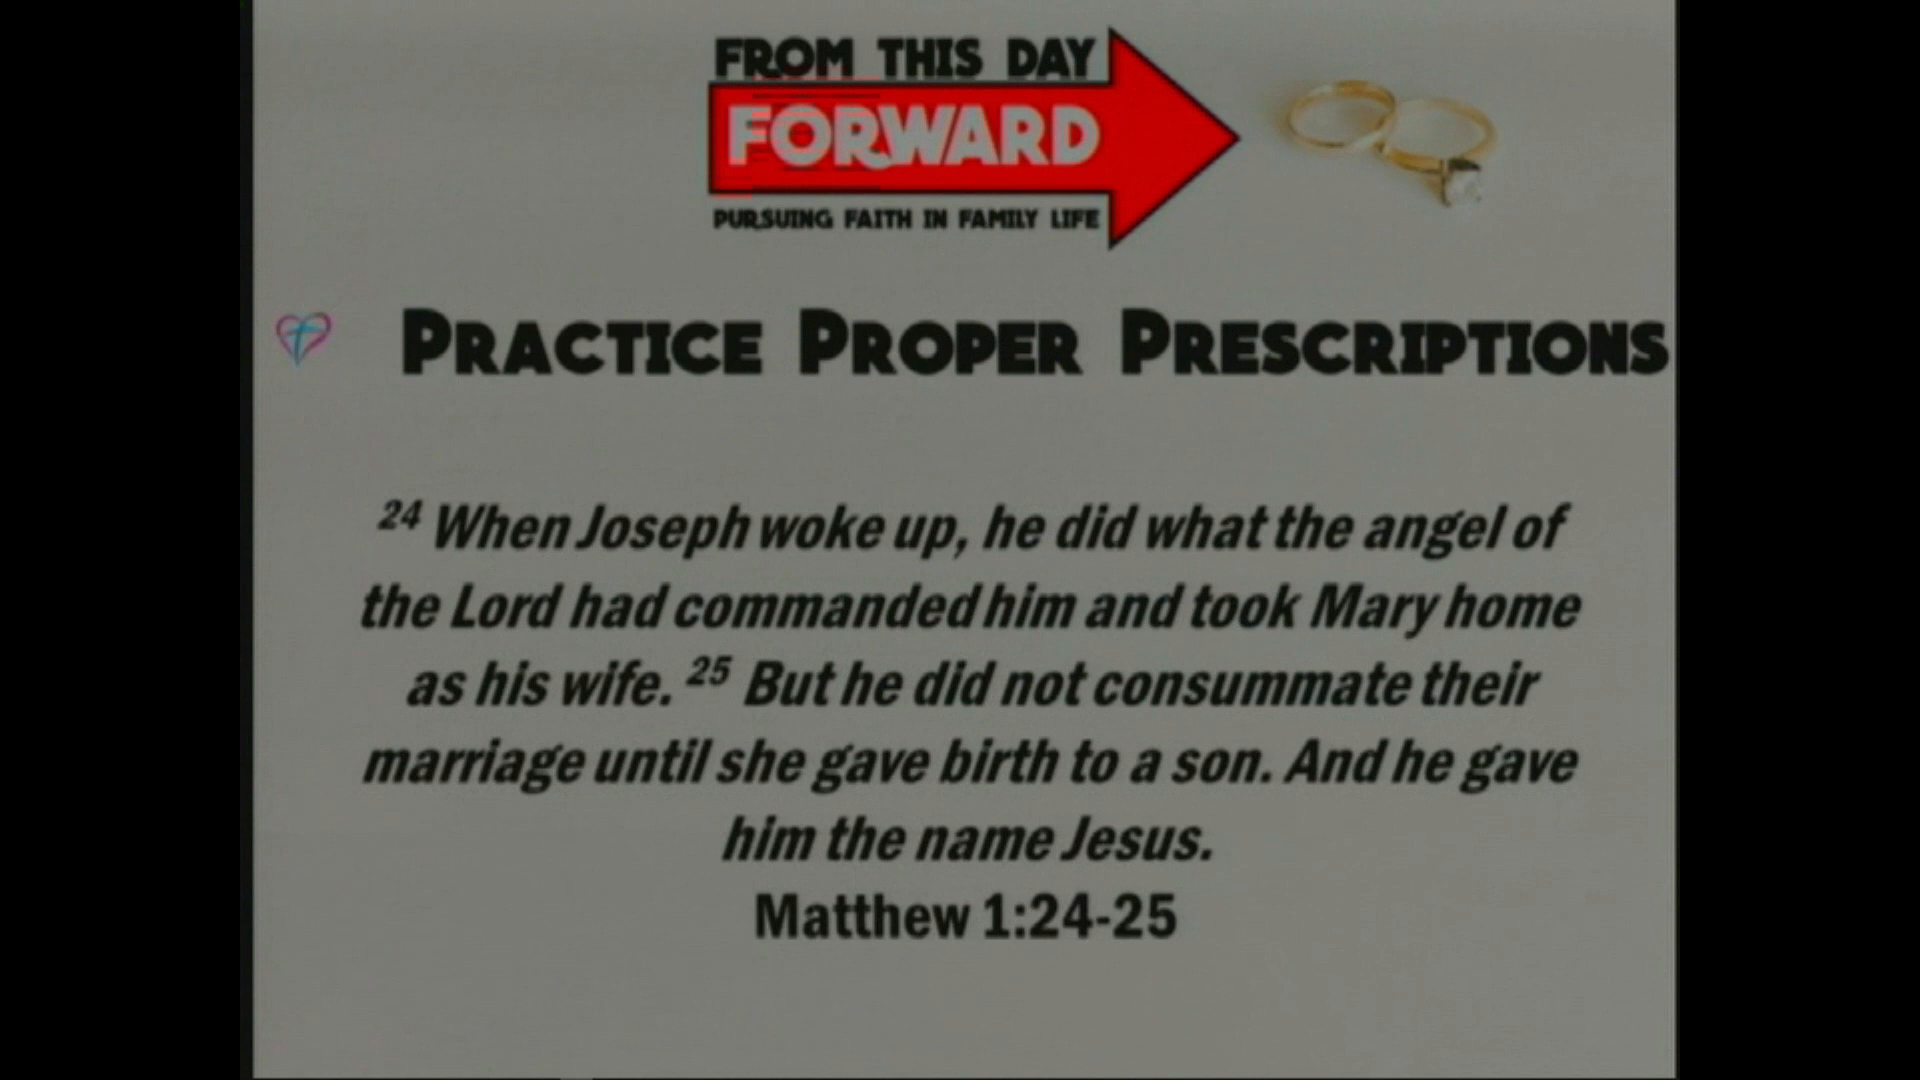 FROM THIS DAY
FORWARD
PURSUING FAITH IN FAMILY LIFE
PRACTICE PROPER PRESCRIPTIONS
24 When Joseph woke up, he did what the angel of
the Lord had commanded him and took Mary home
as his wife. 25 But he did not consummate their
marriage until she gave birth to a son. And he gave
him the name Jesus.
Matthew 1:24-25